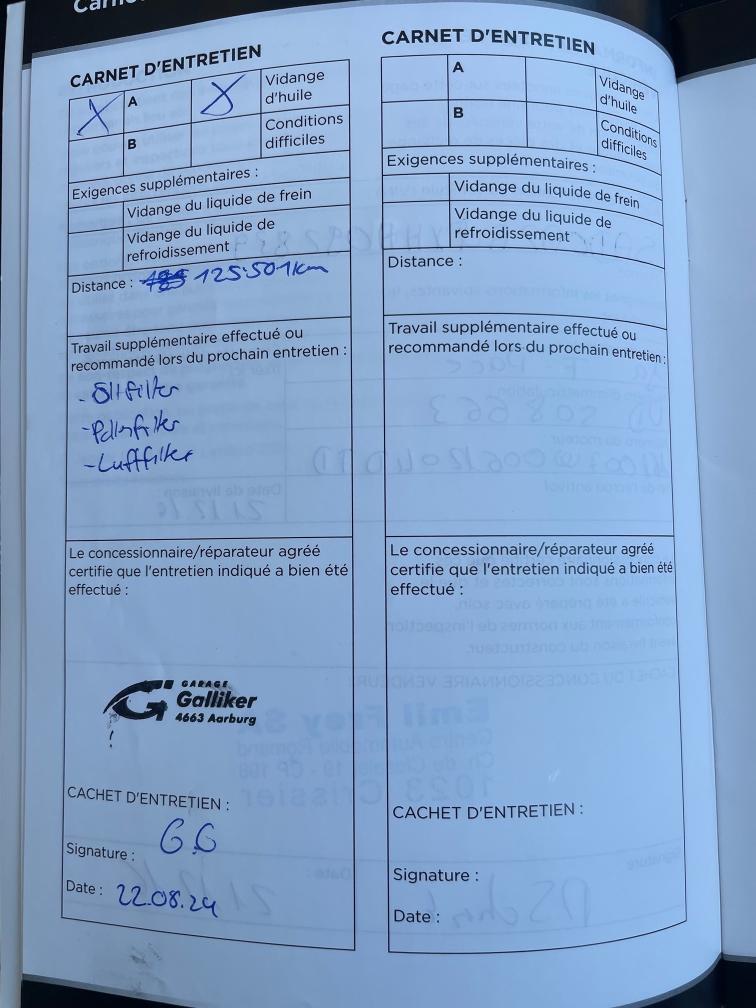 Carnet
CARNET D'ENTRETIEN
X A X Vidange d'huile
B Conditions difficiles
Exigences supplémentaires :
Vidange du liquide de frein
Vidange du liquide de
refroidissement
Distance : 125.501km
Travail supplémentaire effectué ou
recommandé lors du prochain entretien :
- Ölfilter
- Pollenfilter
- Luftfilter
Le concessionnaire/réparateur agréé
certifie que l'entretien indiqué a bien été
effectué :
GARAGE
Galliker
4663 Aarburg
CACHET D'ENTRETIEN :
Signature : G.G
Date : 22.08.24
CARNET D'ENTRETIEN
A Vidange d'huile
B Conditions difficiles
Exigences supplémentaires :
Vidange du liquide de frein
Vidange du liquide de
refroidissement
Distance :
Travail supplémentaire effectué ou
recommandé lors du prochain entretien :
Le concessionnaire/réparateur agréé
certifie que l'entretien indiqué a bien été
effectué :
CACHET D'ENTRETIEN :
Signature :
Date :